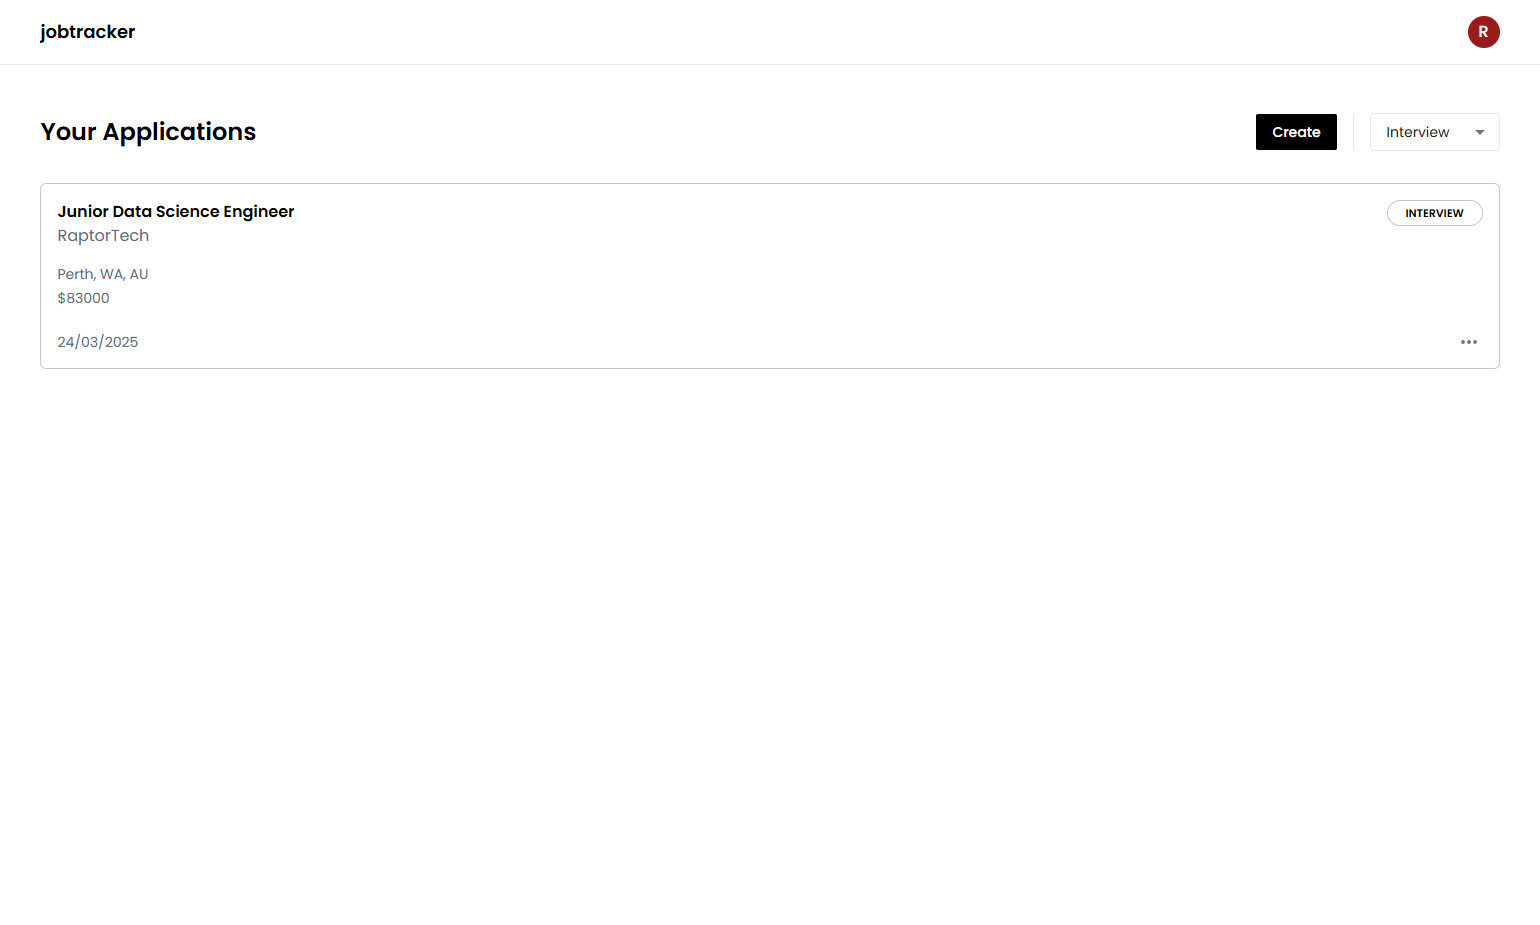 jobtracker
R
Your Applications
Create
Interview
Junior Data Science Engineer
INTERVIEW
RaptorTech
Perth, WA, AU
$83000
24/03/2025